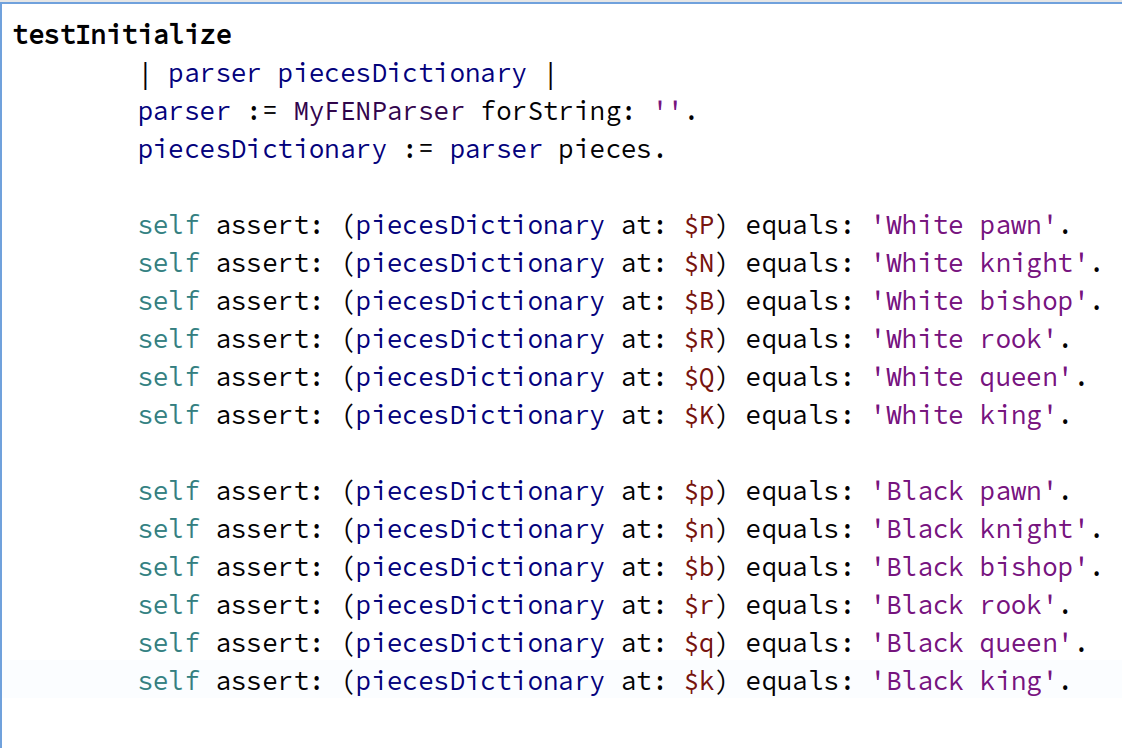 testInitialize
| parser piecesDictionary |
parser := MyFENParser forString: ''.
piecesDictionary := parser pieces.
self assert: (piecesDictionary at: $P) equals: 'White pawn'.
self assert: (piecesDictionary at: $N) equals: 'White knight'.
self assert: (piecesDictionary at: $B) equals: 'White bishop'.
self assert: (piecesDictionary at: $R) equals: 'White rook'.
self assert: (piecesDictionary at: $Q) equals: 'White queen'.
self assert: (piecesDictionary at: $K) equals: 'White king'.
self assert: (piecesDictionary at: $p) equals: 'Black pawn'.
self assert: (piecesDictionary at: $n) equals: 'Black knight'.
self assert: (piecesDictionary at: $b) equals: 'Black bishop'.
self assert: (piecesDictionary at: $r) equals: 'Black rook'.
self assert: (piecesDictionary at: $q) equals: 'Black queen'.
self assert: (piecesDictionary at: $k) equals: 'Black king'.